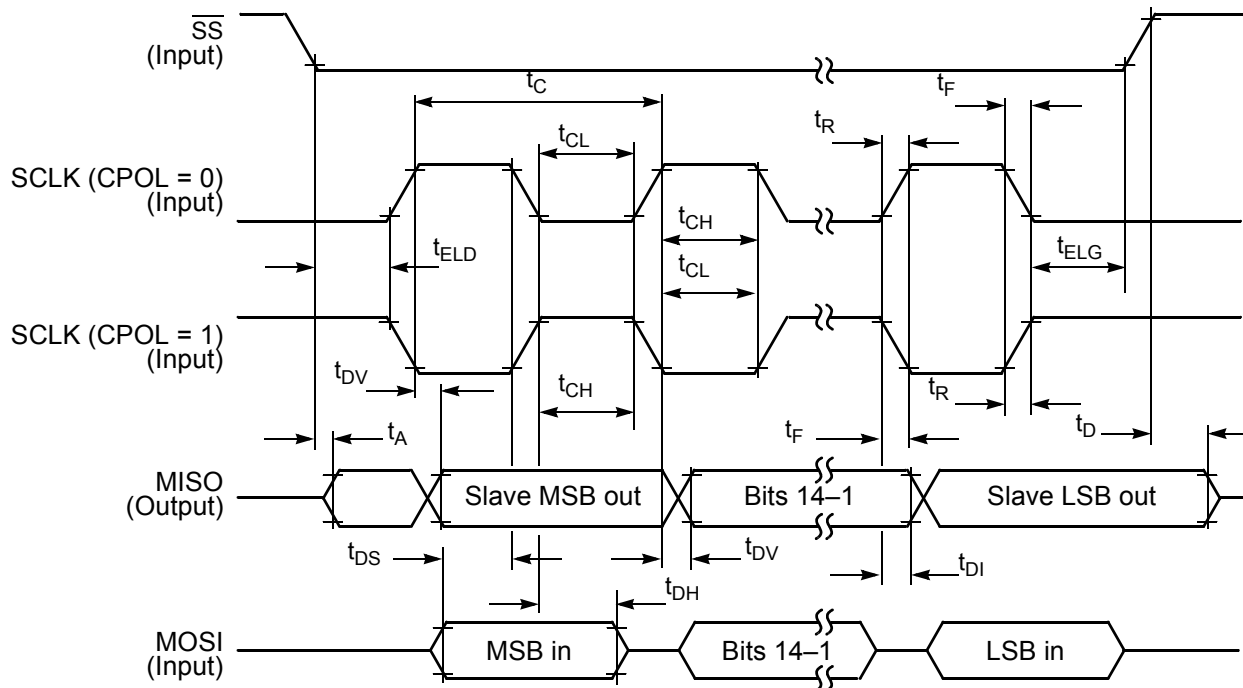 SS
(Input)
t_C
t_F
t_R
t_CL
SCLK (CPOL = 0)
(Input)
t_CH
t_ELD
t_ELG
t_CL
SCLK (CPOL = 1)
(Input)
t_DV
t_CH
t_R
t_A
t_F
t_D
MISO
(Output)
Slave MSB out
Bits 14–1
Slave LSB out
t_DS
t_DV
t_DI
t_DH
MOSI
(Input)
MSB in
Bits 14–1
LSB in